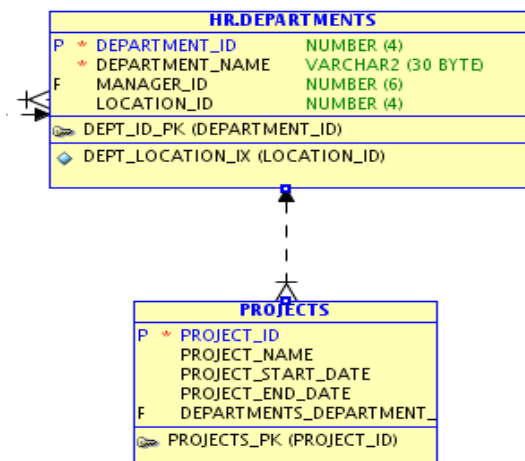 HR.DEPARTMENTS
P * DEPARTMENT_ID NUMBER (4)
* DEPARTMENT_NAME VARCHAR2 (30 BYTE)
F MANAGER_ID NUMBER (6)
LOCATION_ID NUMBER (4)
DEPT_ID_PK (DEPARTMENT_ID)
DEPT_LOCATION_IX (LOCATION_ID)
PROJECTS
P * PROJECT_ID
PROJECT_NAME
PROJECT_START_DATE
PROJECT_END_DATE
F DEPARTMENTS_DEPARTMENT_
PROJECTS_PK (PROJECT_ID)